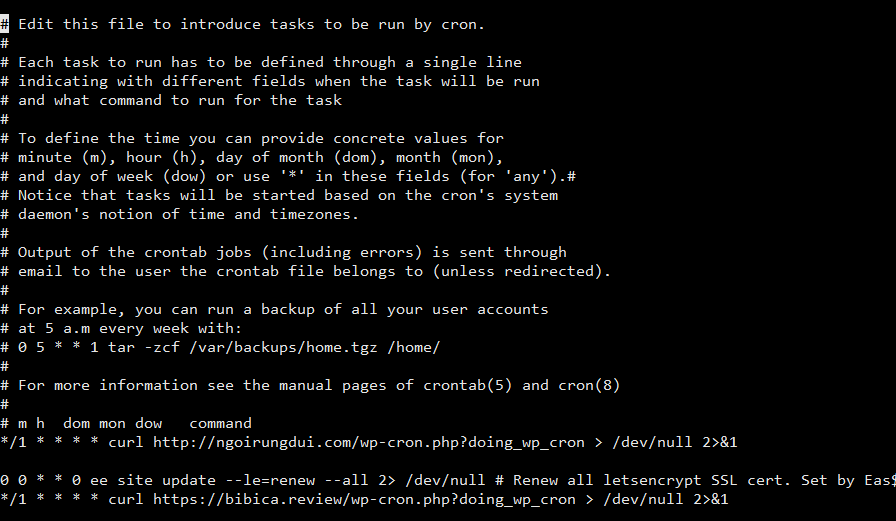 # Edit this file to introduce tasks to be run by cron.
#
# Each task to run has to be defined through a single line
# indicating with different fields when the task will be run
# and what command to run for the task
#
# To define the time you can provide concrete values for
# minute (m), hour (h), day of month (dom), month (mon),
# and day of week (dow) or use '*' in these fields (for 'any').#
# Notice that tasks will be started based on the cron's system
# daemon's notion of time and timezones.
#
# Output of the crontab jobs (including errors) is sent through
# email to the user the crontab file belongs to (unless redirected).
#
# For example, you can run a backup of all your user accounts
# at 5 a.m every week with:
# 0 5 * * 1 tar -zcf /var/backups/home.tgz /home/
#
# For more information see the manual pages of crontab(5) and cron(8)
#
# m h  dom mon dow   command
*/1 * * * * curl http://ngoirungdui.com/wp-cron.php?doing_wp_cron > /dev/null 2>&1

0 0 * * 0 ee site update --le=renew --all 2> /dev/null # Renew all letsencrypt SSL cert. Set by Eas$
*/1 * * * * curl https://bibica.review/wp-cron.php?doing_wp_cron > /dev/null 2>&1